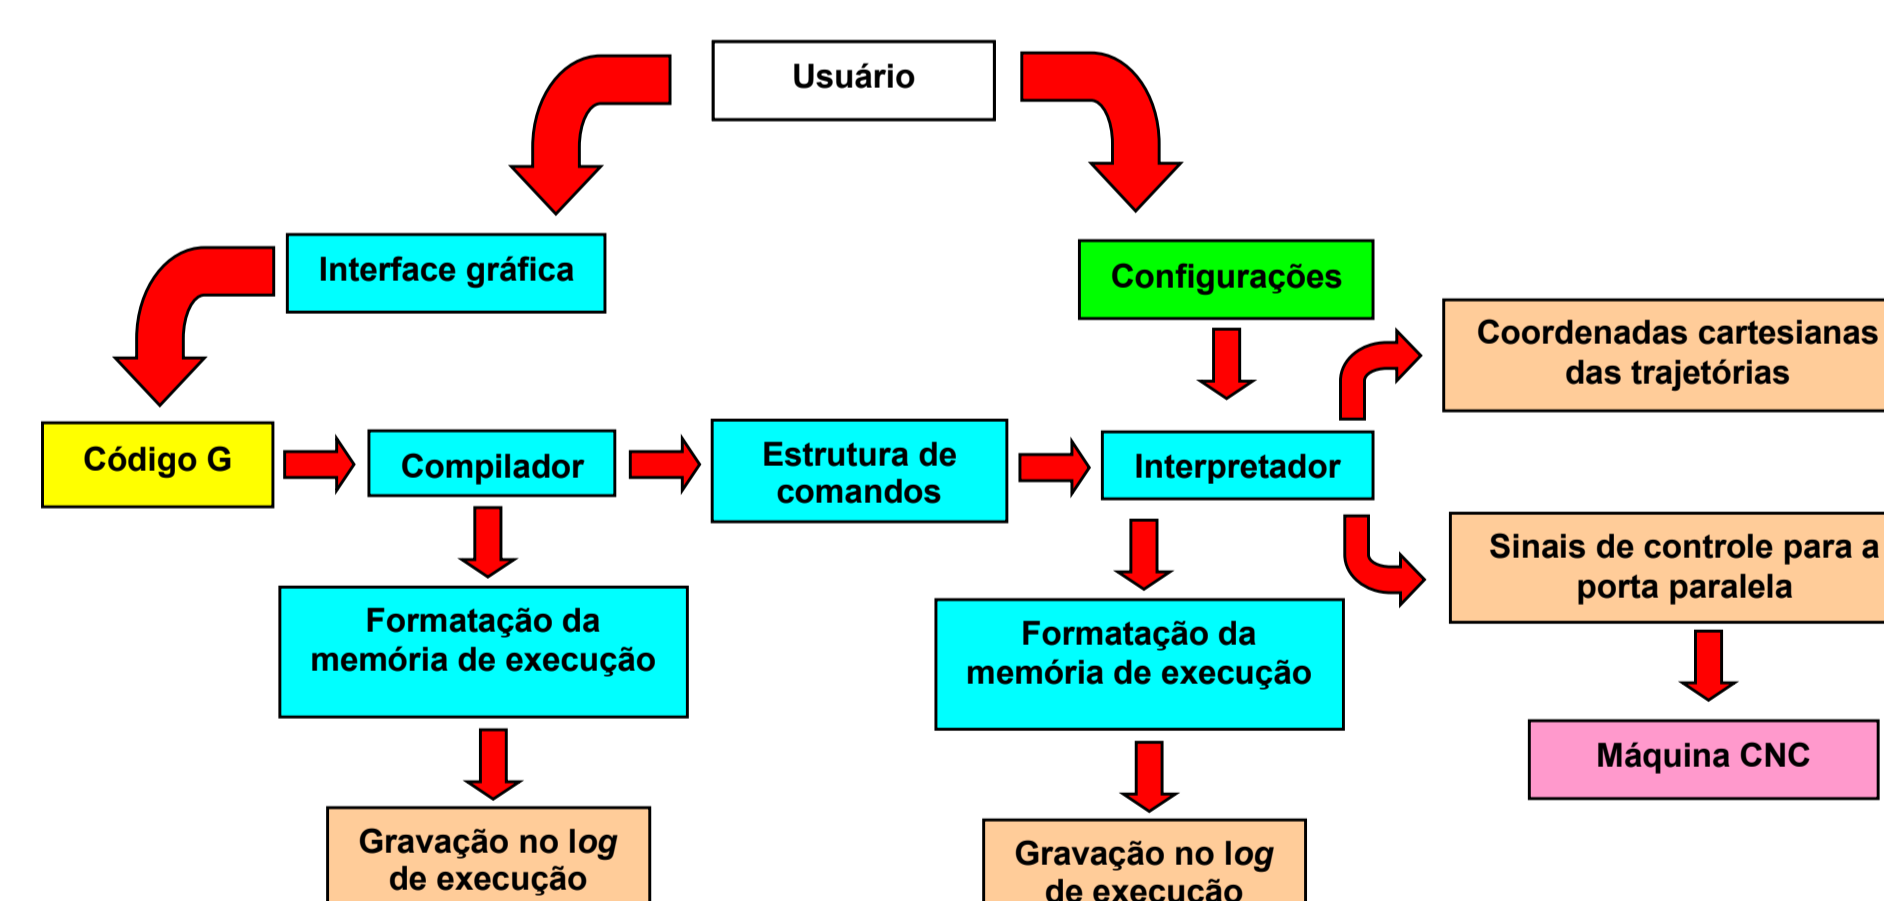 Usuário
Interface gráfica
Configurações
Coordenadas cartesianas
das trajetórias
Código G
Compilador
Estrutura de
comandos
Interpretador
Sinais de controle para a
porta paralela
Formatação da
memória de execução
Formatação da
memória de execução
Máquina CNC
Gravação no log
de execução
Gravação no log
de execução